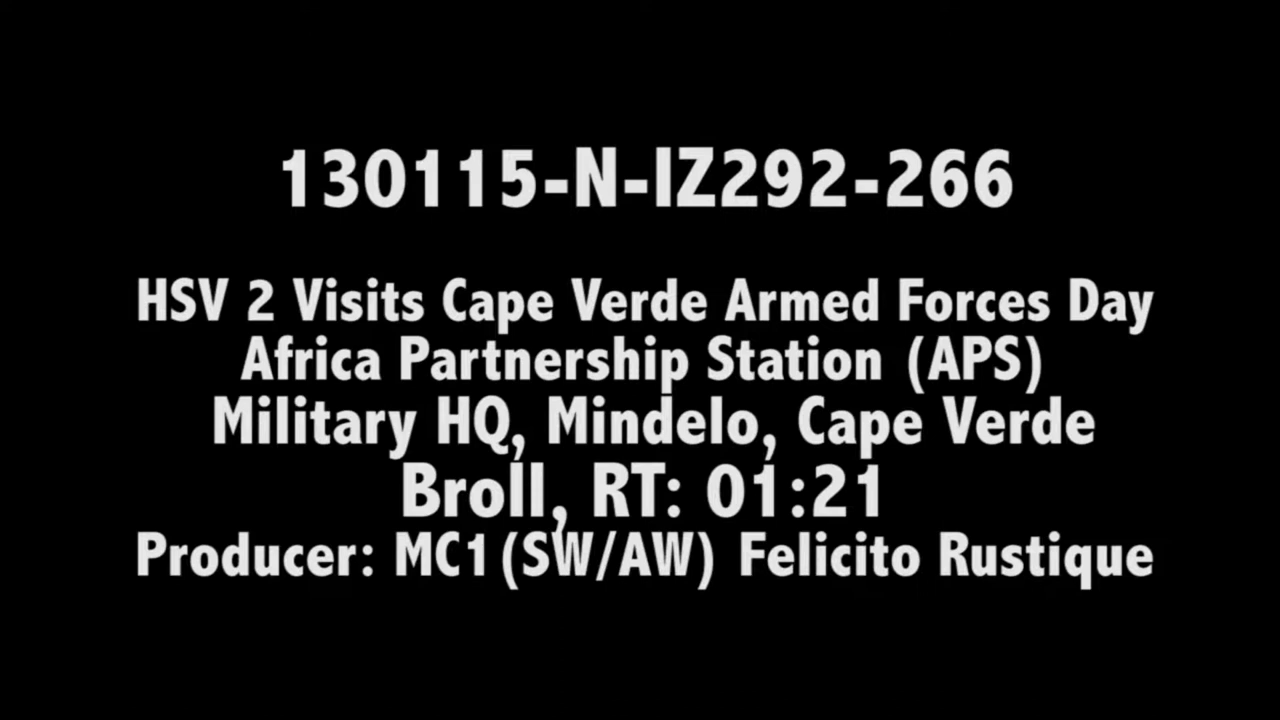 130115-N-IZ292-266
HSV 2 Visits Cape Verde Armed Forces Day
Africa Partnership Station (APS)
Military HQ, Mindelo, Cape Verde
Broll, RT: 01:21
Producer: MC1(SW/AW) Felicito Rustique